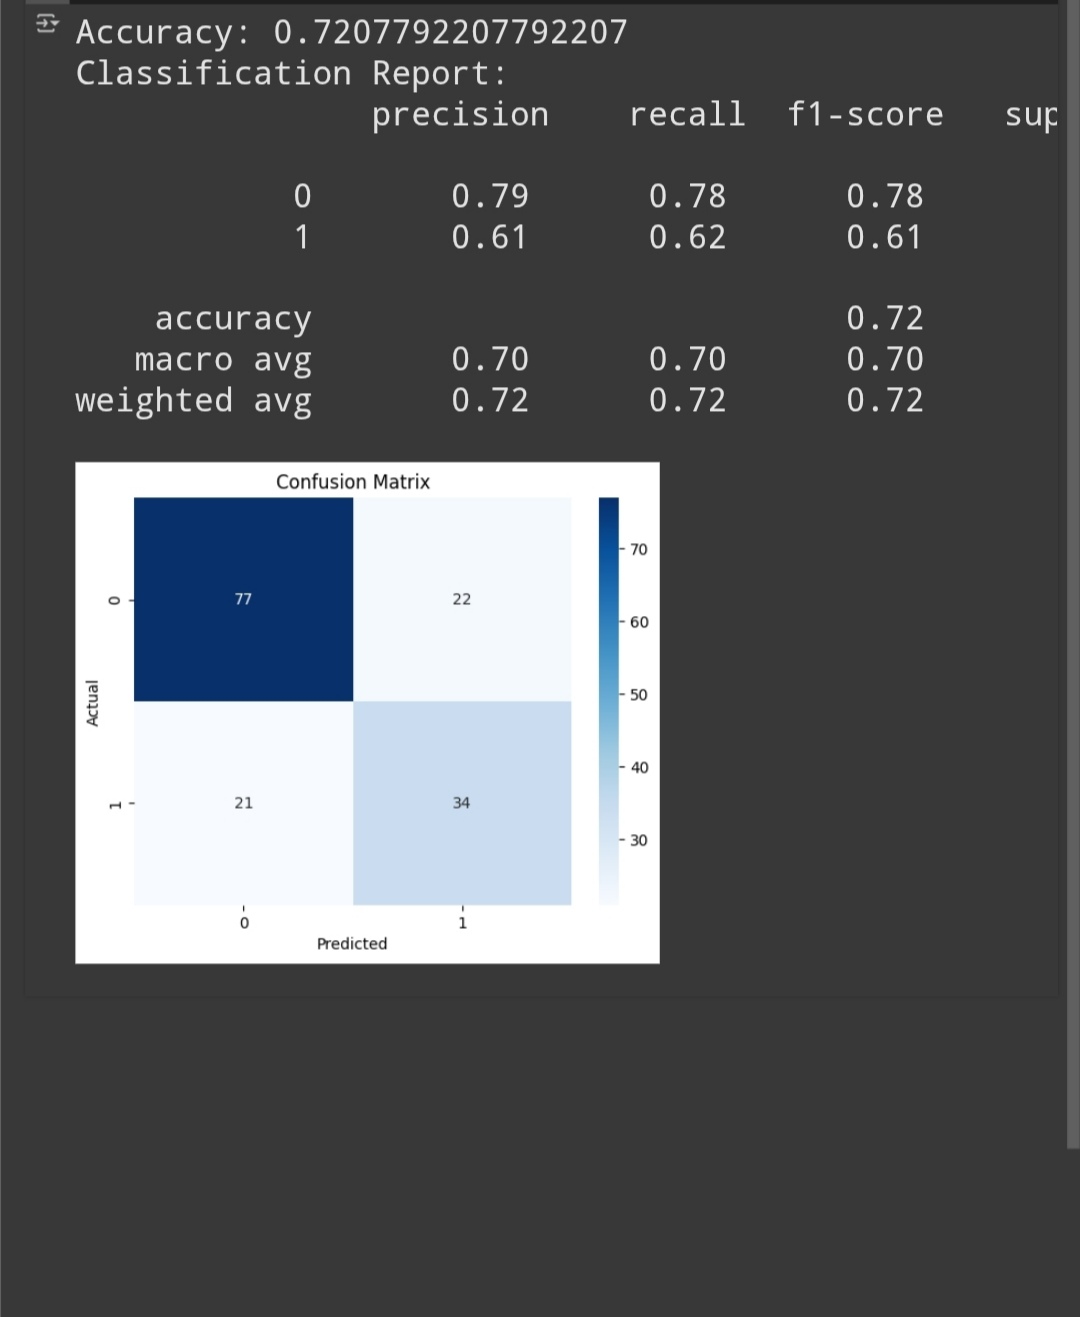 Accuracy: 0.7207792207792207
Classification Report:
precision recall f1-score sup
0 0.79 0.78 0.78
1 0.61 0.62 0.61
accuracy 0.72
macro avg 0.70 0.70 0.70
weighted avg 0.72 0.72 0.72
Confusion Matrix
77 22
21 34
0
1
Actual
0 1
Predicted
70
60
50
40
30